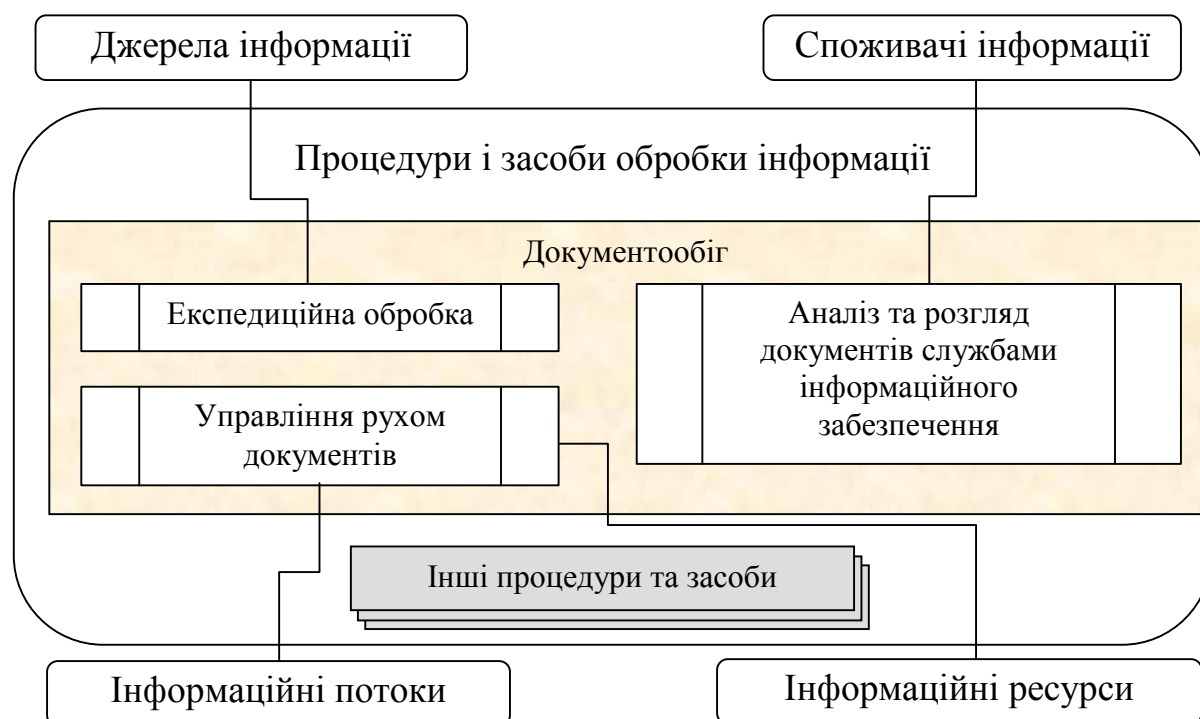 Джерела інформації
Споживачі інформації
Процедури і засоби обробки інформації
Документообіг
Експедиційна обробка
Аналіз та розгляд
документів службами
інформаційного
забезпечення
Управління рухом
документів
Інші процедури та засоби
Інформаційні потоки
Інформаційні ресурси